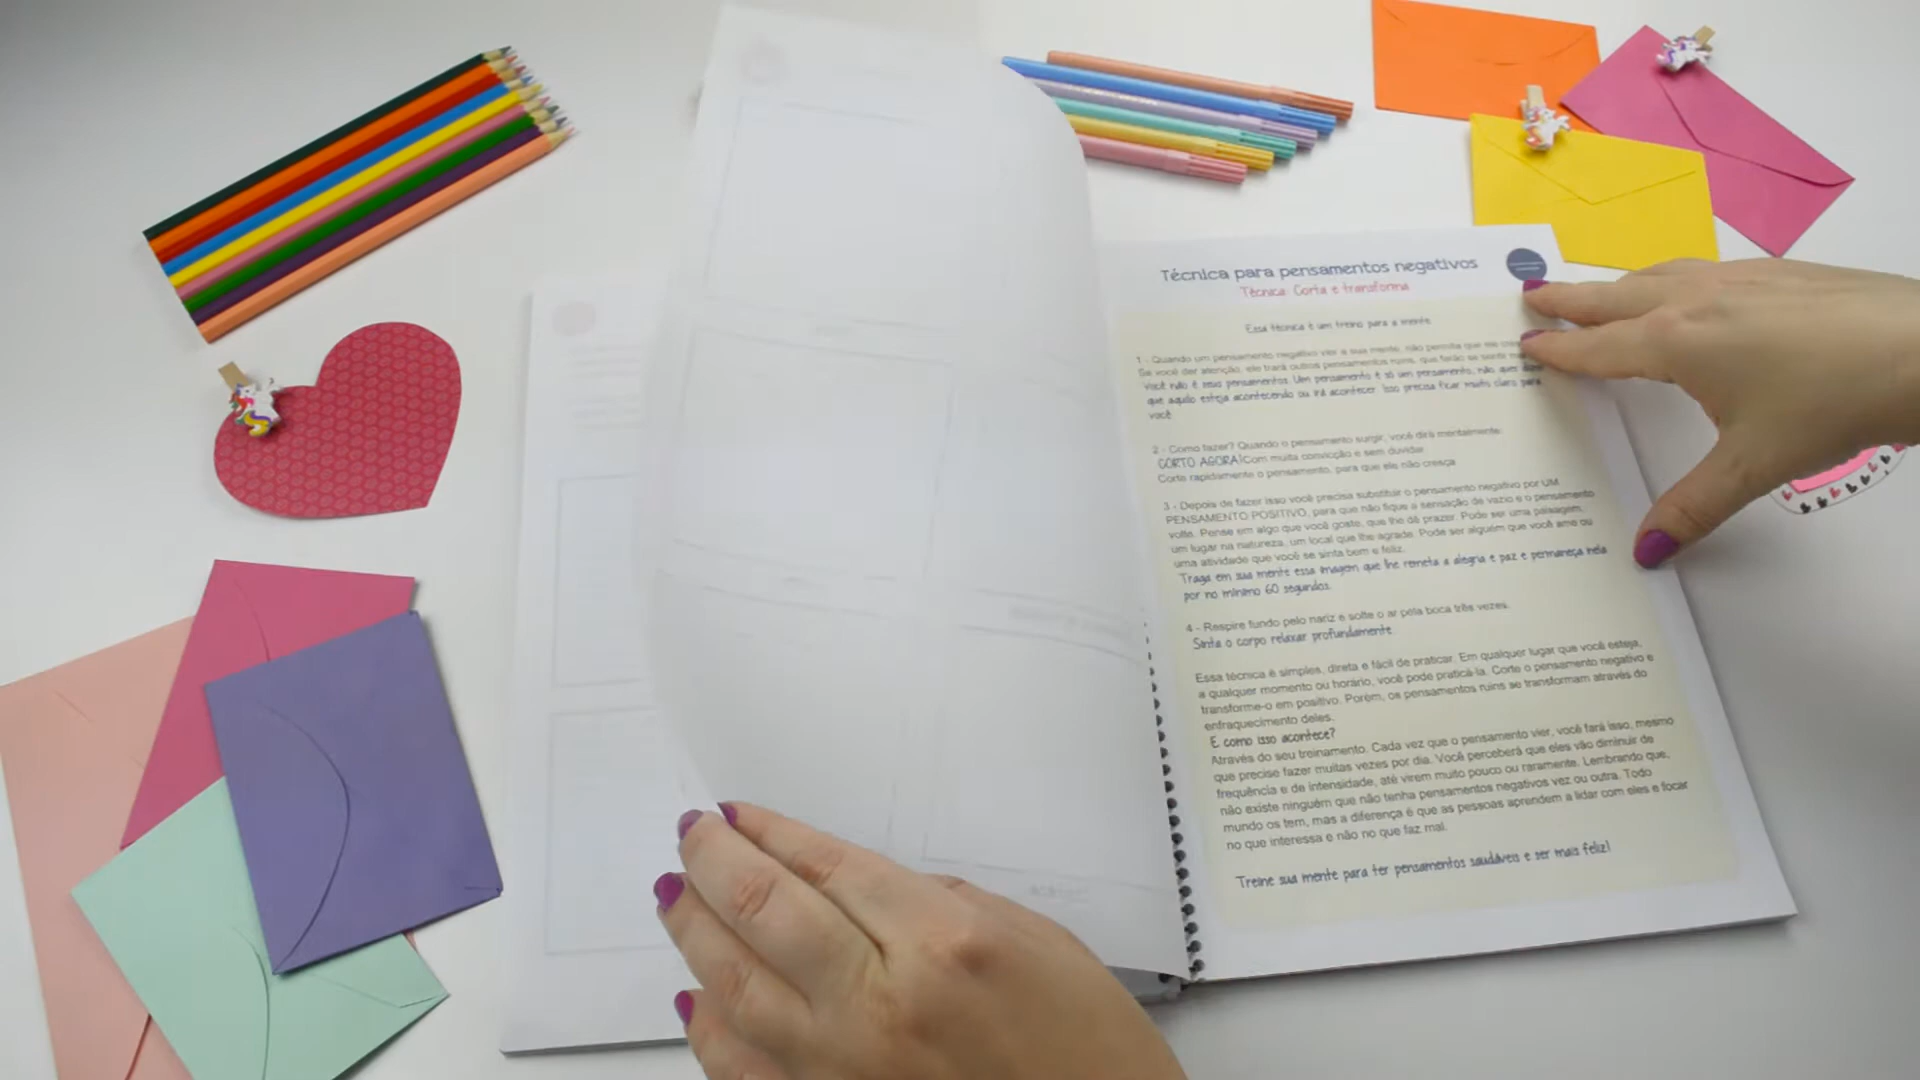 Técnica para pensamentos negativos
Técnica: Corta e transforma
Essa técnica é um treino para a mente.
1 - Quando um pensamento negativo vier a sua mente, não permita que ele
Se você der atenção, ele trará outros pensamentos ruins, que farão se sentir
Você não é seus pensamentos. Um pensamento é só um pensamento, não quer dizer
que aquilo esteja acontecendo ou irá acontecer. Isso precisa ficar muito claro para
você.
2 - Como fazer? Quando o pensamento surgir, você dirá mentalmente:
CORTO AGORA! Com muita convicção e sem duvidar.
Corte rapidamente o pensamento, para que ele não cresça
3 - Depois de fazer isso você precisa substituir o pensamento negativo por UM
PENSAMENTO POSITIVO, para que não fique a sensação de vazio e o pensamento
volte. Pense em algo que você goste, que lhe dê prazer. Pode ser uma paisagem,
um lugar na natureza, um local que lhe agrade. Pode ser alguém que você ame ou
uma atividade que você se sinta bem e feliz.
Traga em sua mente essa imagem que lhe remeta a alegria e paz e permaneça nela
por no mínimo 60 segundos.
4 - Respire fundo pelo nariz e solte o ar pela boca três vezes.
Sinta o corpo relaxar profundamente.
Essa técnica é simples, direta e fácil de praticar. Em qualquer lugar que você esteja,
a qualquer momento ou horário, você pode praticá-la. Corte o pensamento negativo e
transforme-o em positivo. Porém, os pensamentos ruins se transformam através do
enfraquecimento deles.
E como isso acontece?
Através do seu treinamento. Cada vez que o pensamento vier, você fará isso, mesmo
que precise fazer muitas vezes por dia. Você perceberá que eles vão diminuir de
frequência e de intensidade, até virem muito pouco ou raramente. Lembrando que,
não existe ninguém que não tenha pensamentos negativos vez ou outra. Todo
mundo os tem, mas a diferença é que as pessoas aprendem a lidar com eles e focar
no que interessa e não no que faz mal.
Treine sua mente para ter pensamentos saudáveis e ser mais feliz!